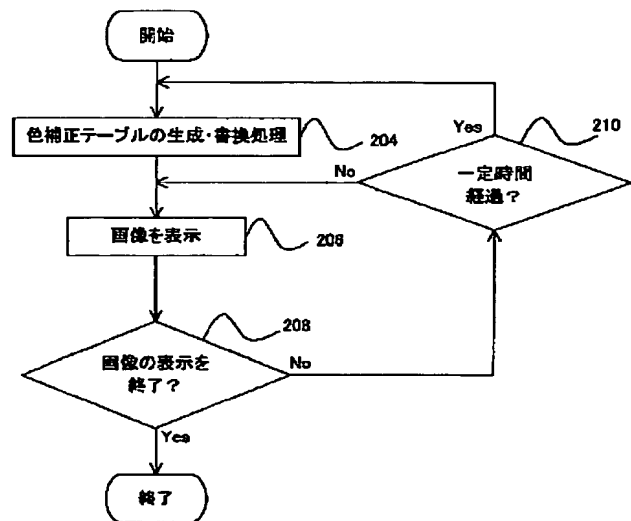 開始
色補正テーブルの生成・書換処理
204
Yes
210
No
一定時間
経過？
画像を表示
206
208
画像の表示を
終了？
No
Yes
終了